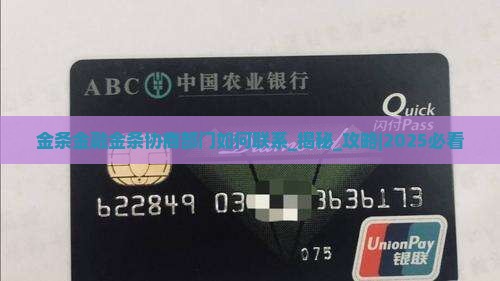 ABC 中国农业银行
Quick
闪付Pass
金条金融金条协商部门如何联系_揭秘_攻略|2025必看
622849 03 3636173
075
UnionPay
银联